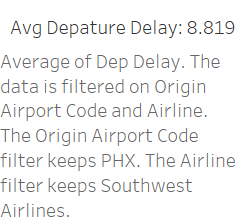 Avg Depature Delay: 8.819
Average of Dep Delay. The
data is filtered on Origin
Airport Code and Airline.
The Origin Airport Code
filter keeps PHX. The Airline
filter keeps Southwest
Airlines.